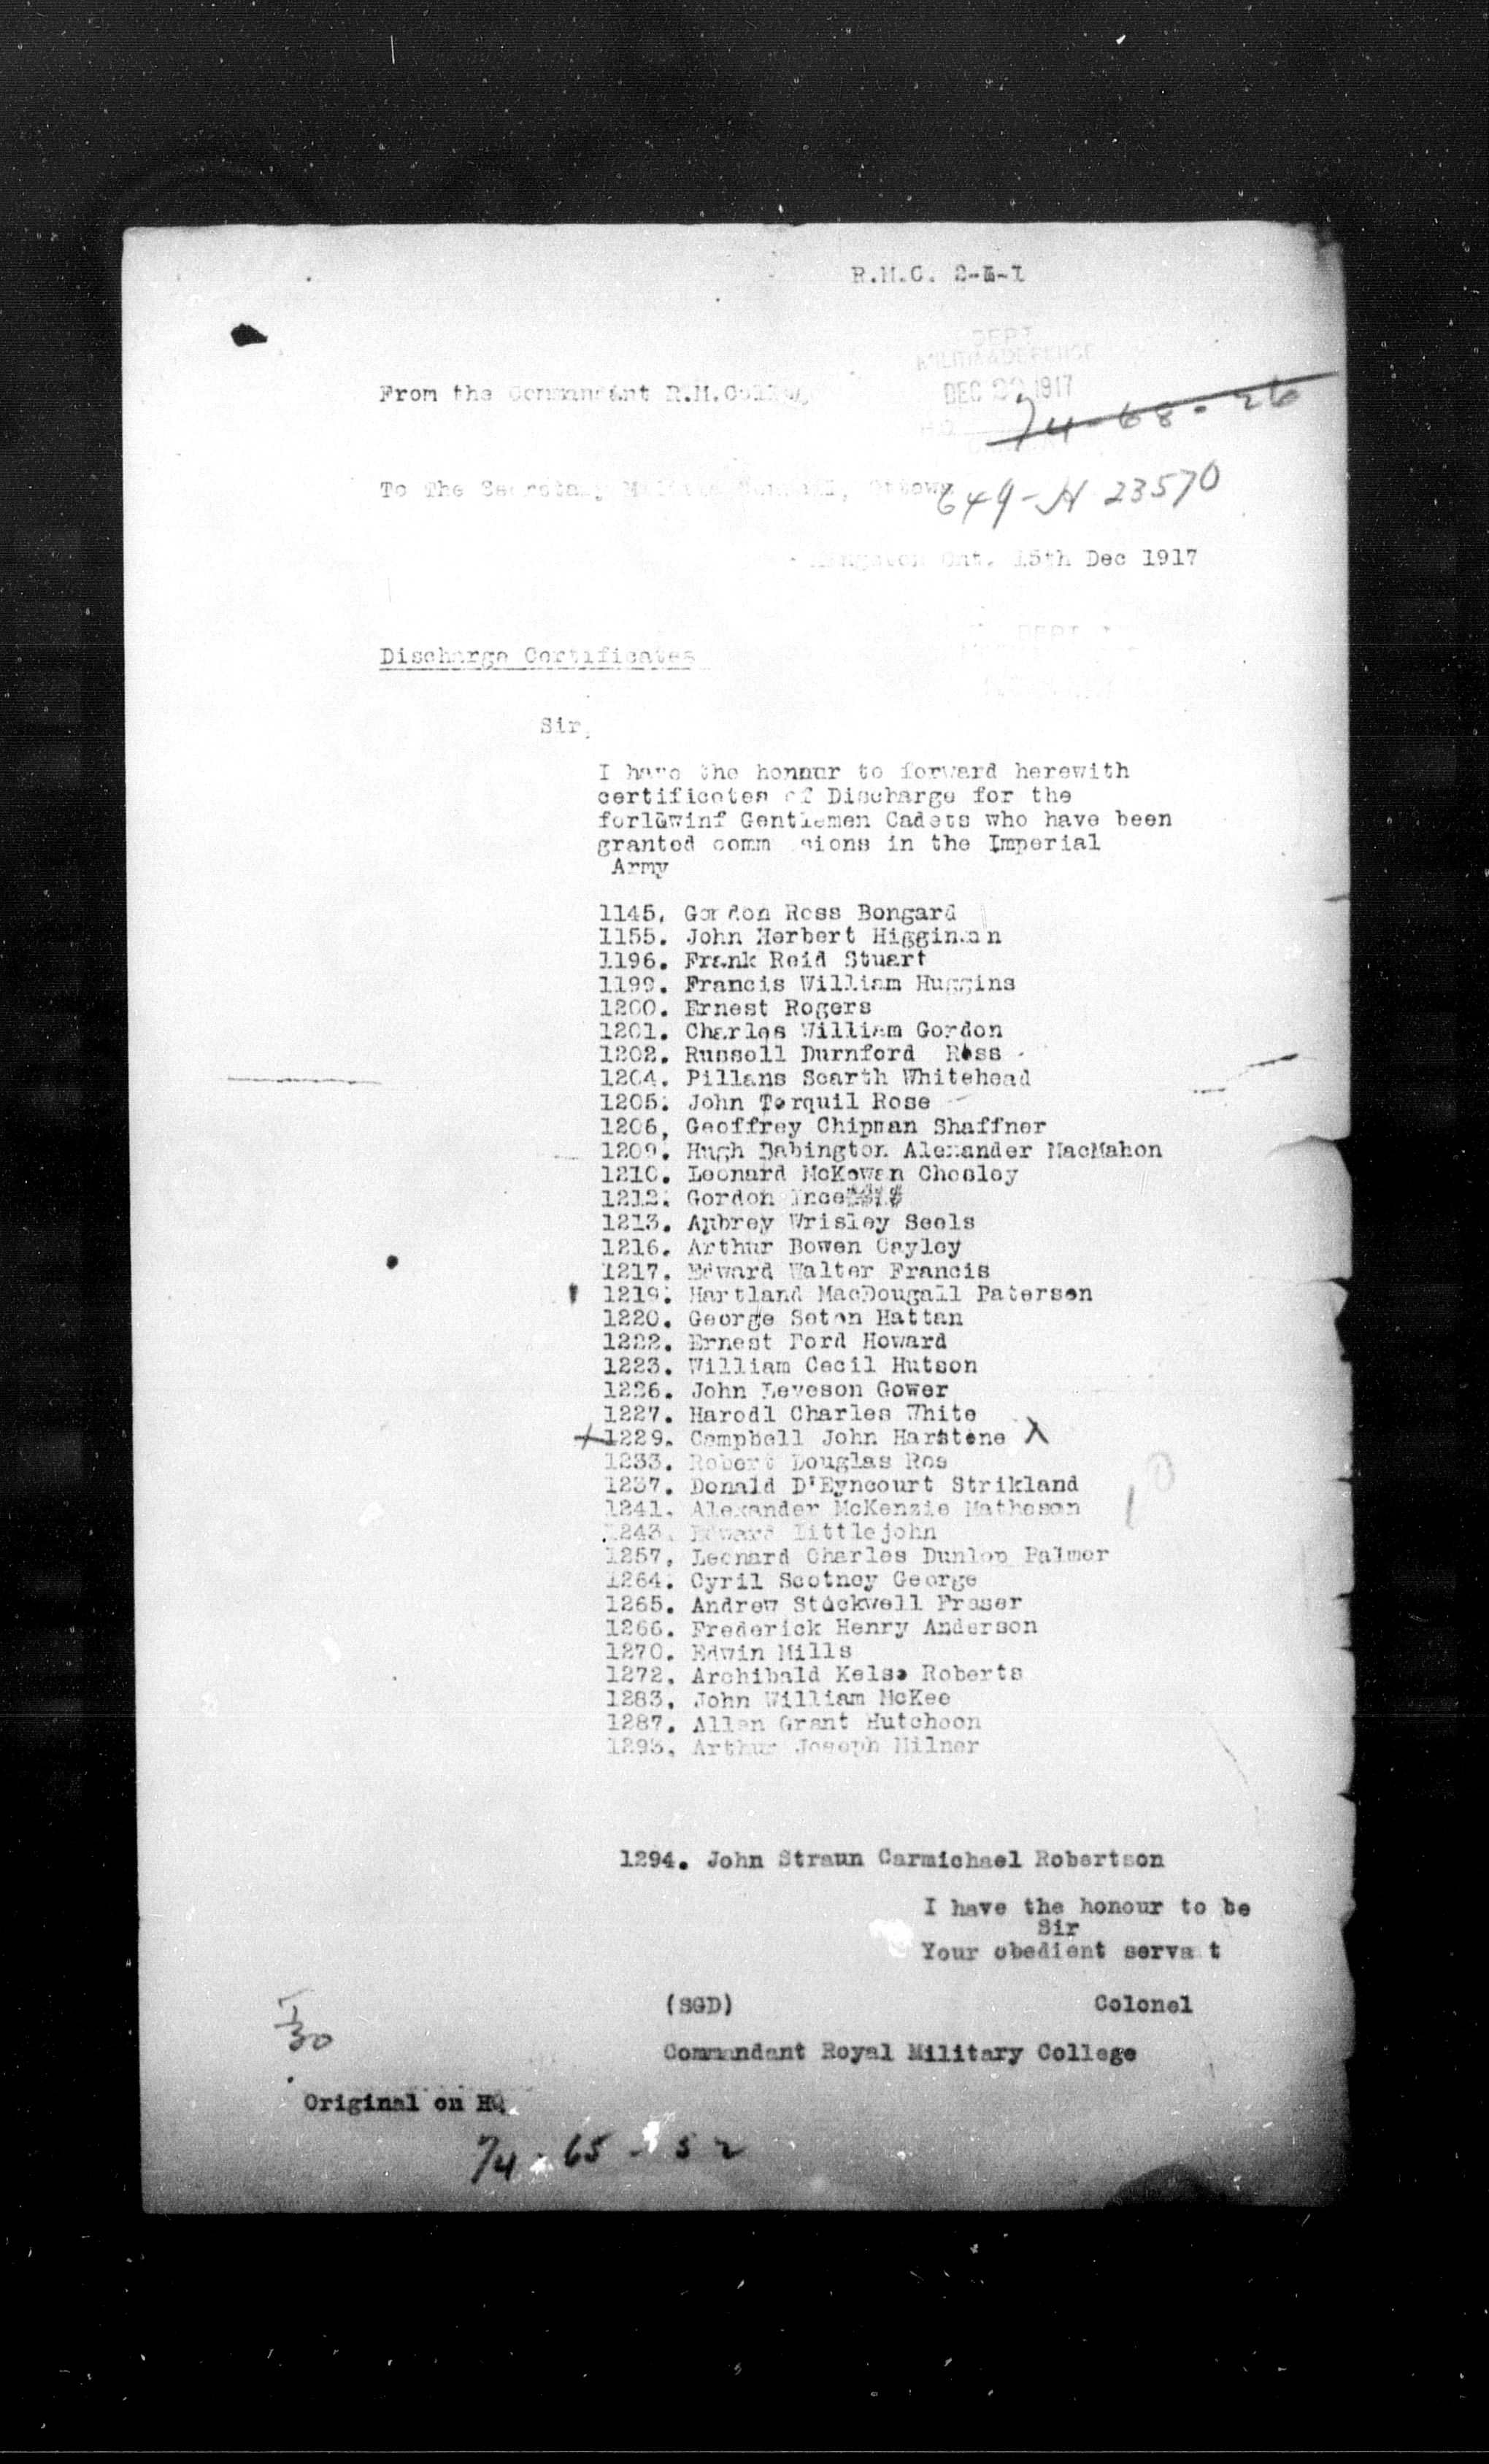 R.M.C. 2-5-1
DEPT
MILITIA & DEFENCE
DEC 1917
From the Commandant R.M.College
74-68-26
To The Secretary Militia Council, Ottawa
649-H 23570
Kingston Ont. 15th Dec 1917
DEPT
Discharge Certificates
Sir,
I have the honnur to forward herewith
certificates of Discharge for the
forl&winf Gentlemen Cadets who have been
granted comm sions in the Imperial
Army
1145. Gordon Ross Bongard
1155. John Herbert Higginson
1196. Frank Reid Stuart
1199. Francis William Huggins
1200. Ernest Rogers
1201. Charles William Gordon
1202. Russell Durnford Ross
1204. Pillans Scarth Whitehead
1205. John Torquil Rose
1206, Geoffrey Chipman Shaffner
1209. Hugh Babington Alexander MacMahon
1210. Leonard McKowan Chesley
1212. Gordon Ince
1213. Aubrey Wrisley Seels
1216. Arthur Bowen Cayley
1217. Edward Walter Francis
1219. Hartland MacDougall Paterson
1220. George Seton Hattan
1222. Ernest Ford Howard
1223. William Cecil Hutson
1226. John Leveson Gower
1227. Harodl Charles White
x 1229. Campbell John Harstene X
1233. Robert Douglas Ros
1237. Donald D'Eyncourt Strikland
1241. Alexander McKenzie Matheson
1243. Edward Littlejohn
1257, Leonard Charles Dunlop Palmer
1264. Cyril Scotney George
1265. Andrew Stockwell Fraser
1266. Frederick Henry Anderson
1270. Edwin Mills
1272, Archibald Kelso Roberts
1283, John William McKee
1287. Allan Grant Hutcheon
1293, Arthur Joseph Milner
1294. John Straun Carmichael Robertson
I have the honour to be
Sir
Your obedient serva t
(SGD) Colonel
Commandant Royal Military College
30
Original on HQ.
74-65-52